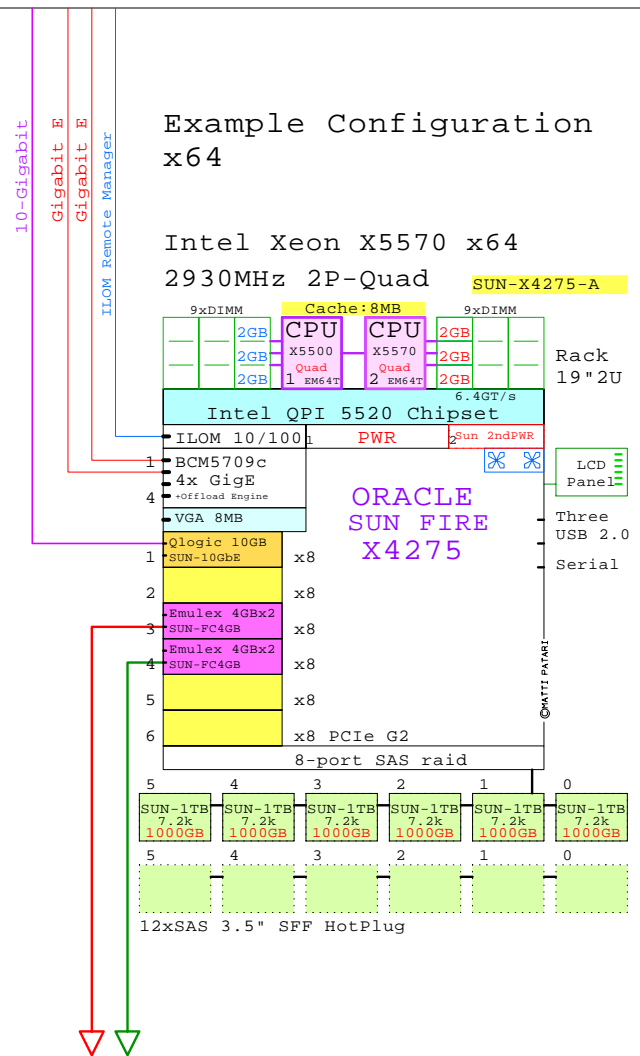 10-Gigabit
Gigabit E
Gigabit E
ILOM Remote Manager
Example Configuration
x64
Intel Xeon X5570 x64
2930MHz 2P-Quad
SUN-X4275-A
9xDIMM
Cache:8MB
9xDIMM
2GB
2GB
2GB
CPU
X5500
Quad
1 EM64T
CPU
X5570
Quad
2 EM64T
2GB
2GB
2GB
Rack
19"2U
6.4GT/s
Intel QPI 5520 Chipset
ILOM 10/100
1 PWR
2 Sun 2ndPWR
1 BCM5709c
4x GigE
4 +Offload Engine
LCD
Panel
VGA 8MB
ORACLE
SUN FIRE
X4275
Three
USB 2.0
Serial
Qlogic 10GB
1 SUN-10GbE x8
2 x8
Emulex 4GBx2
3 SUN-FC4GB x8
Emulex 4GBx2
4 SUN-FC4GB x8
5 x8
6 x8 PCIe G2
©MATTI PATARI
8-port SAS raid
5 4 3 2 1 0
SUN-1TB SUN-1TB SUN-1TB SUN-1TB SUN-1TB SUN-1TB
7.2k 7.2k 7.2k 7.2k 7.2k 7.2k
1000GB 1000GB 1000GB 1000GB 1000GB 1000GB
5 4 3 2 1 0
12xSAS 3.5" SFF HotPlug